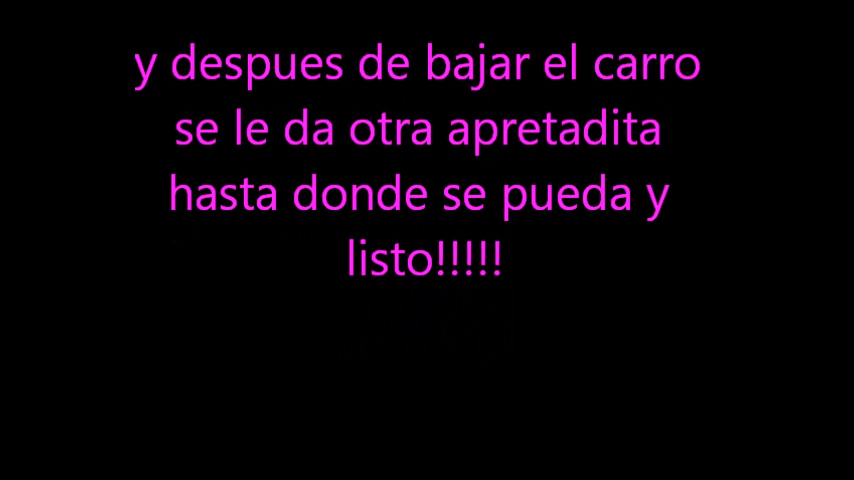 y despues de bajar el carro
se le da otra apretadita
hasta donde se pueda y
listo!!!!!